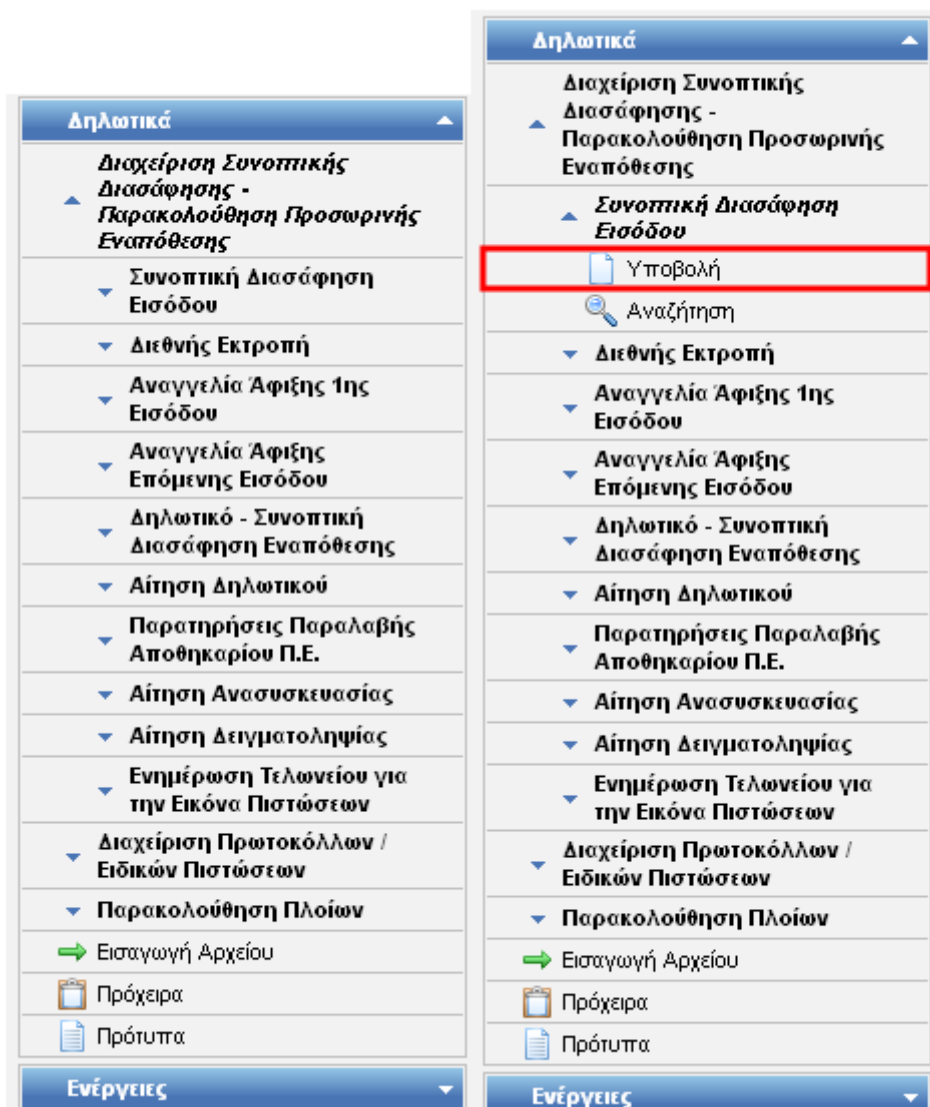 Δηλωτικά
Διαχείριση Συνοπτικής
Διασάφησης -
Παρακολούθηση Προσωρινής
Εναπόθεσης
Συνοπτική Διασάφηση
Εισόδου
Διεθνής Εκτροπή
Αναγγελία Άφιξης 1ης
Εισόδου
Αναγγελία Άφιξης
Επόμενης Εισόδου
Δηλωτικό - Συνοπτική
Διασάφηση Εναπόθεσης
Αίτηση Δηλωτικού
Παρατηρήσεις Παραλαβής
Αποθηκαρίου Π.Ε.
Αίτηση Ανασυσκευασίας
Αίτηση Δειγματοληψίας
Ενημέρωση Τελωνείου για
την Εικόνα Πιστώσεων
Διαχείριση Πρωτοκόλλων /
Ειδικών Πιστώσεων
Παρακολούθηση Πλοίων
Εισαγωγή Αρχείου
Πρόχειρα
Πρότυπα
Ενέργειες
Δηλωτικά
Διαχείριση Συνοπτικής
Διασάφησης -
Παρακολούθηση Προσωρινής
Εναπόθεσης
Συνοπτική Διασάφηση
Εισόδου
Υποβολή
Αναζήτηση
Διεθνής Εκτροπή
Αναγγελία Άφιξης 1ης
Εισόδου
Αναγγελία Άφιξης
Επόμενης Εισόδου
Δηλωτικό - Συνοπτική
Διασάφηση Εναπόθεσης
Αίτηση Δηλωτικού
Παρατηρήσεις Παραλαβής
Αποθηκαρίου Π.Ε.
Αίτηση Ανασυσκευασίας
Αίτηση Δειγματοληψίας
Ενημέρωση Τελωνείου για
την Εικόνα Πιστώσεων
Διαχείριση Πρωτοκόλλων /
Ειδικών Πιστώσεων
Παρακολούθηση Πλοίων
Εισαγωγή Αρχείου
Πρόχειρα
Πρότυπα
Ενέργειες